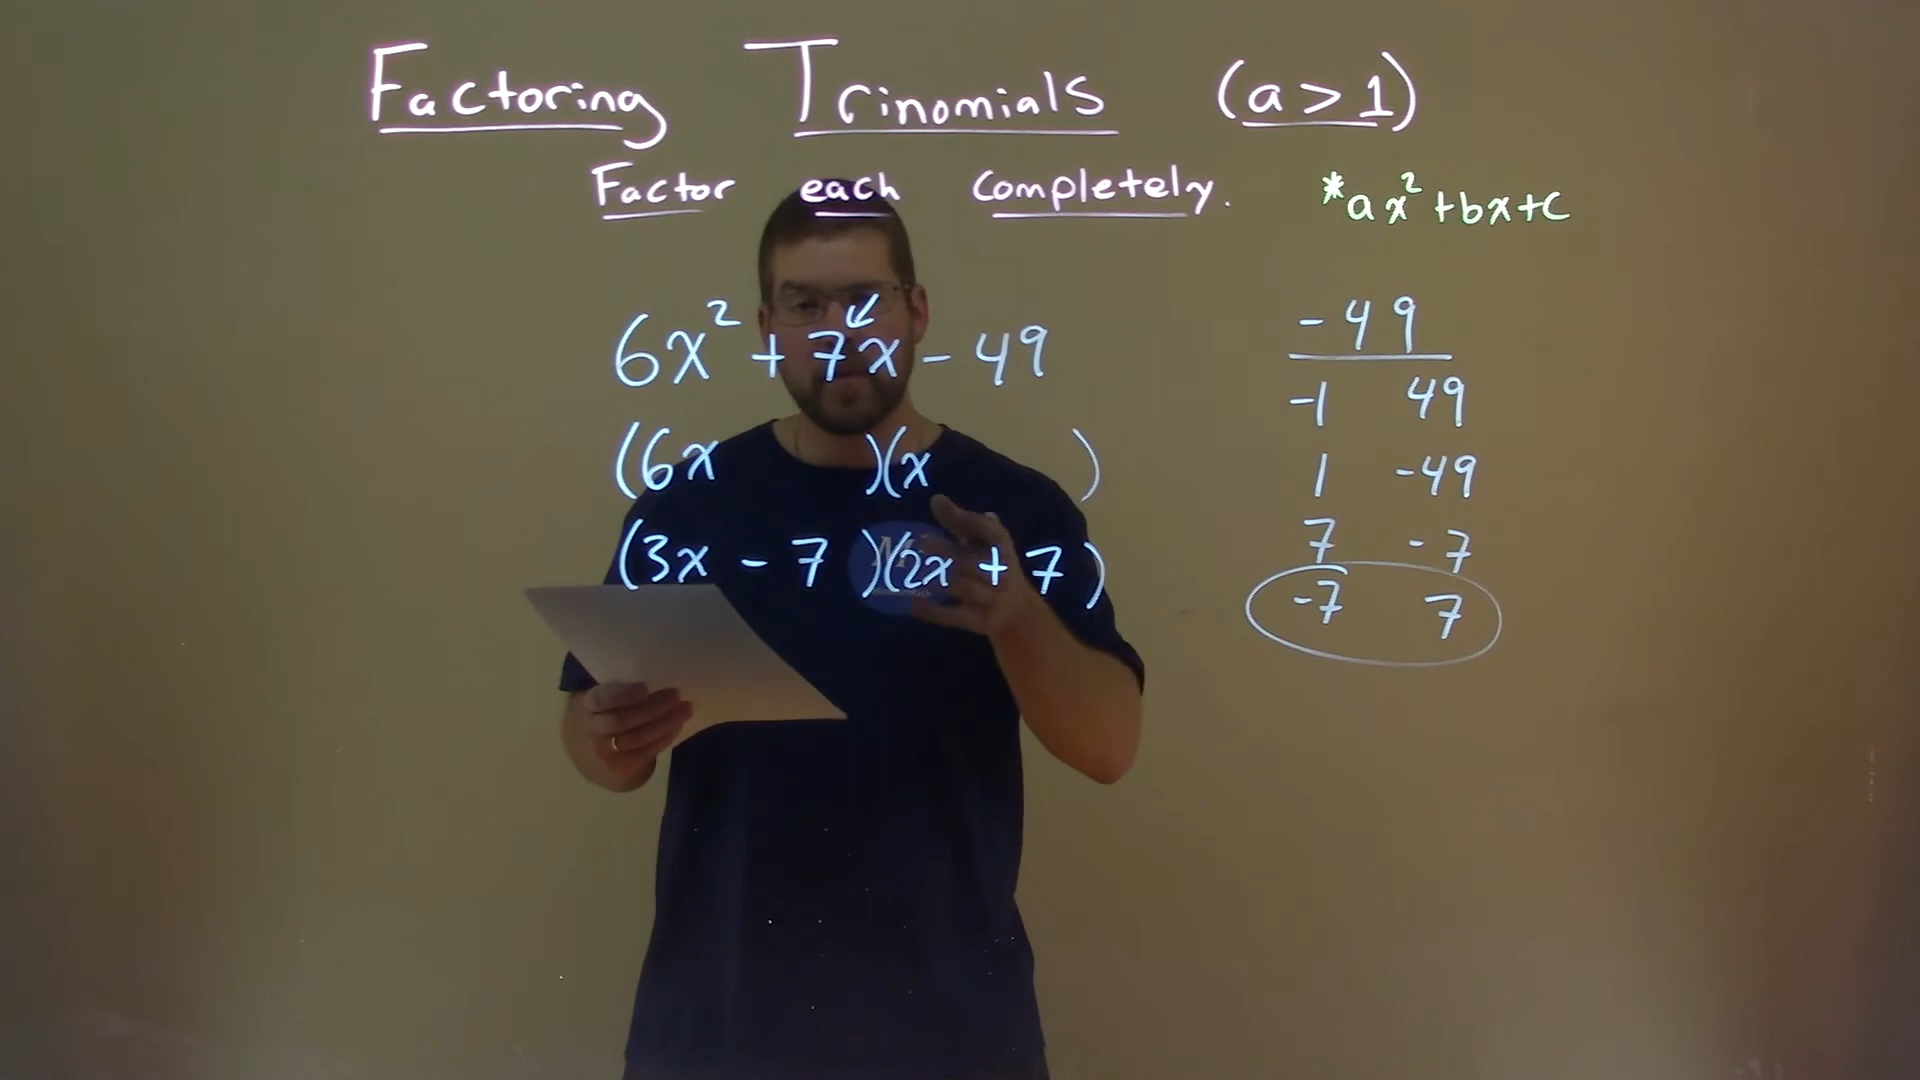 Factoring Trinomials (a > 1)
Factor each completely.
*ax² + bx + c
6x² + 7x - 49
(6x )(x )
(3x - 7 )(2x + 7 )
-49
-1 49
1 -49
7 -7
-7 7